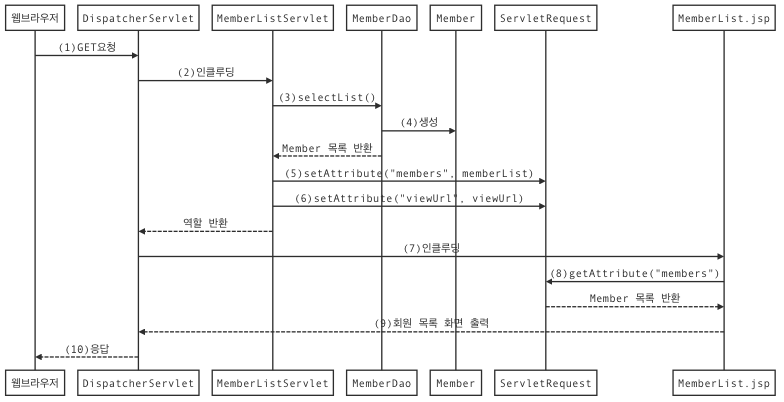 웹브라우저 DispatcherServlet MemberListServlet MemberDao Member ServletRequest MemberList.jsp
(1)GET요청
(2)인클루딩
(3)selectList()
(4)생성
Member 목록 반환
(5)setAttribute("members", memberList)
(6)setAttribute("viewUrl", viewUrl)
역할 반환
(7)인클루딩
(8)getAttribute("members")
Member 목록 반환
(9)회원 목록 화면 출력
(10)응답
웹브라우저 DispatcherServlet MemberListServlet MemberDao Member ServletRequest MemberList.jsp